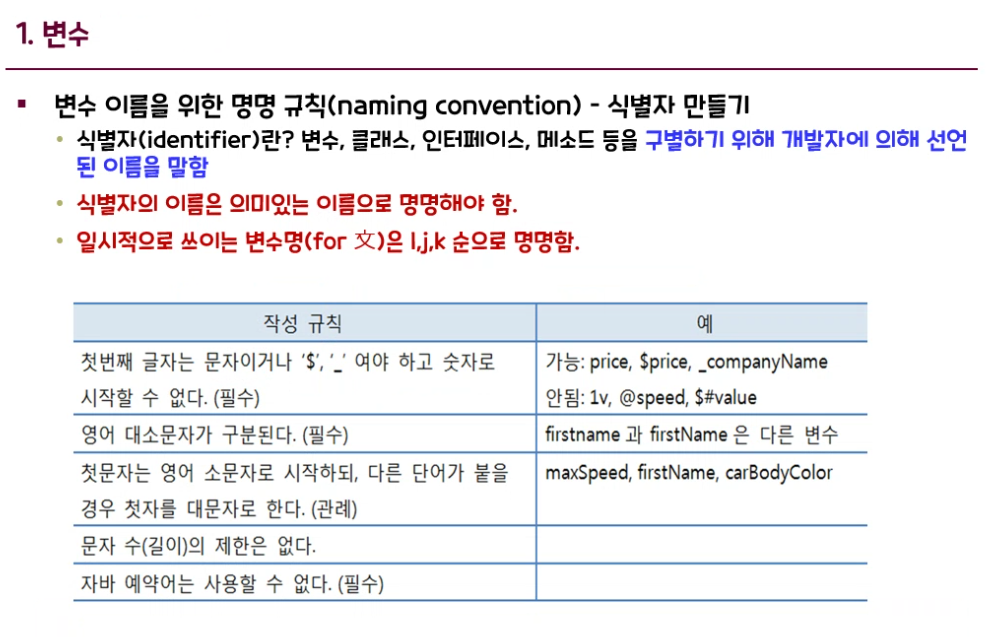 1. 변수
변수 이름을 위한 명명 규칙(naming convention) - 식별자 만들기
식별자(identifier)란? 변수, 클래스, 인터페이스, 메소드 등을 구별하기 위해 개발자에 의해 선언
된 이름을 말함
식별자의 이름은 의미있는 이름으로 명명해야 함.
일시적으로 쓰이는 변수명(for 文)은 I,j,k 순으로 명명함.
작성 규칙 예
첫번째 글자는 문자이거나 '$', '_' 여야 하고 숫자로 가능: price, $price, _companyName
시작할 수 없다. (필수) 안됨: 1v, @speed, $#value
영어 대소문자가 구분된다. (필수) firstname 과 firstName 은 다른 변수
첫문자는 영어 소문자로 시작하되, 다른 단어가 붙을 maxSpeed, firstName, carBodyColor
경우 첫자를 대문자로 한다. (관례)
문자 수(길이)의 제한은 없다.
자바 예약어는 사용할 수 없다. (필수)